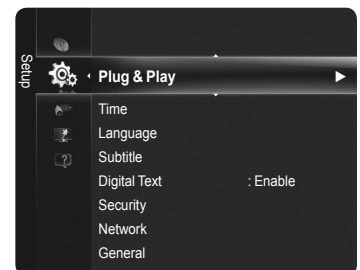 Setup
Plug & Play
Time
Language
Subtitle
Digital Text : Enable
Security
Network
General